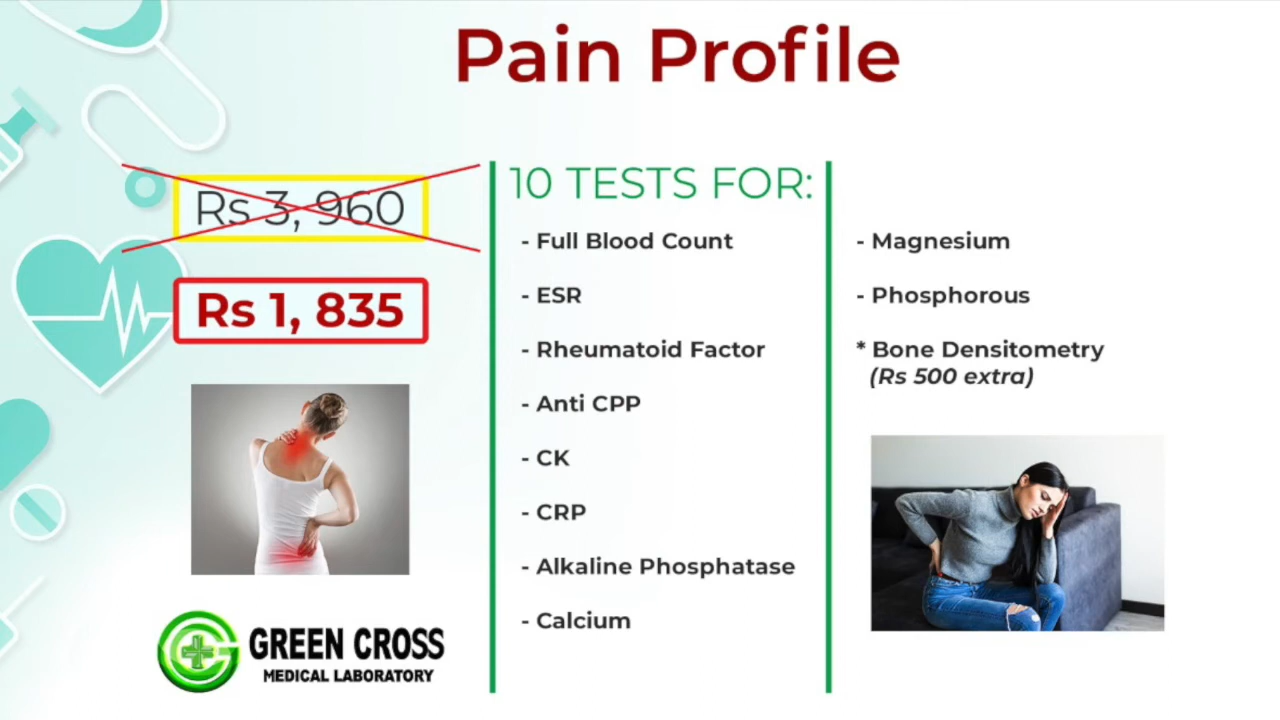 Pain Profile
Rs 3, 960
Rs 1, 835
GREEN CROSS
MEDICAL LABORATORY
10 TESTS FOR:
- Full Blood Count
- ESR
- Rheumatoid Factor
- Anti CPP
- CK
- CRP
- Alkaline Phosphatase
- Calcium
- Magnesium
- Phosphorous
* Bone Densitometry
(Rs 500 extra)